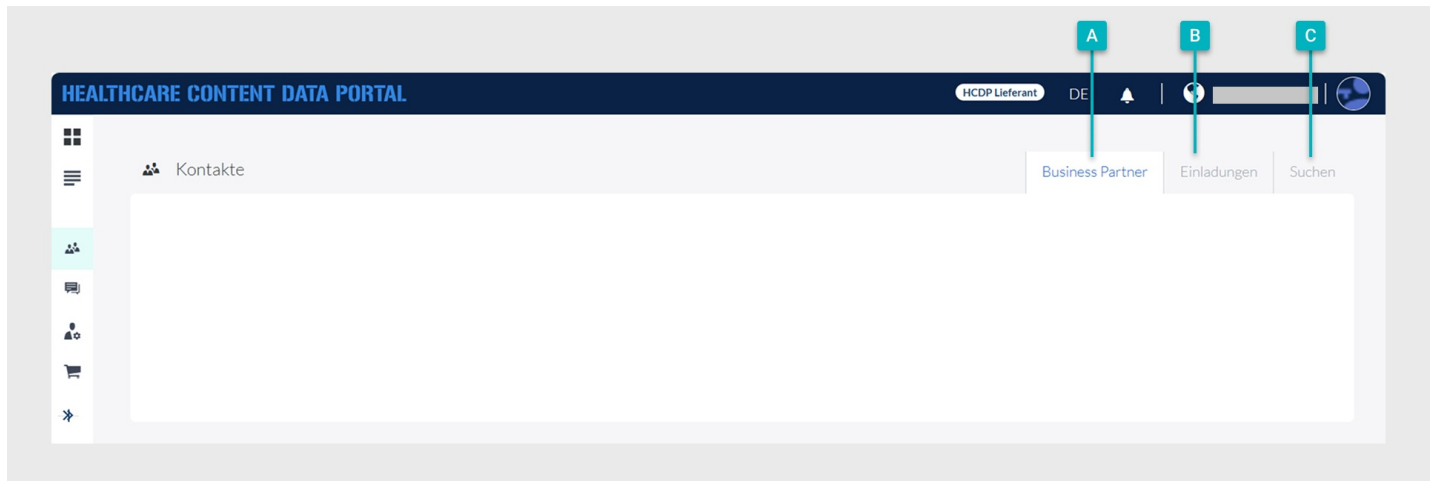 A B C
HEALTHCARE CONTENT DATA PORTAL HCDP Lieferant DE
Kontakte Business Partner Einladungen Suchen